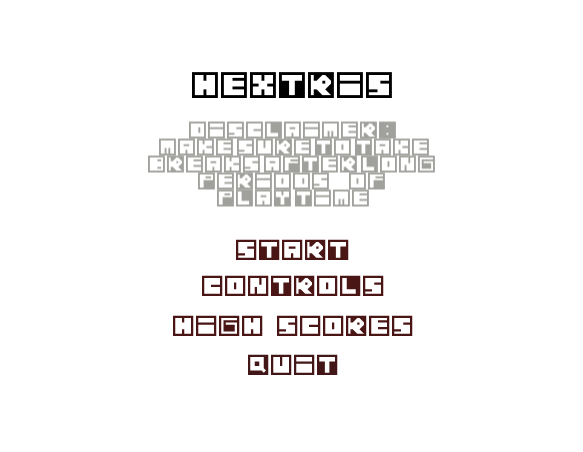 HEXTRIS
DISCLAIMER:
MAKESURETOTAKE
BREAKSAFTERLONG
PERIODS OF
PLAYTIME
START
CONTROLS
HIGH SCORES
QUIT